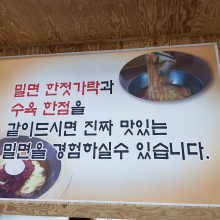 밀면 한젓가락과
수육 한점을
같이드시면 진짜 맛있는
밀면을 경험하실수 있습니다.